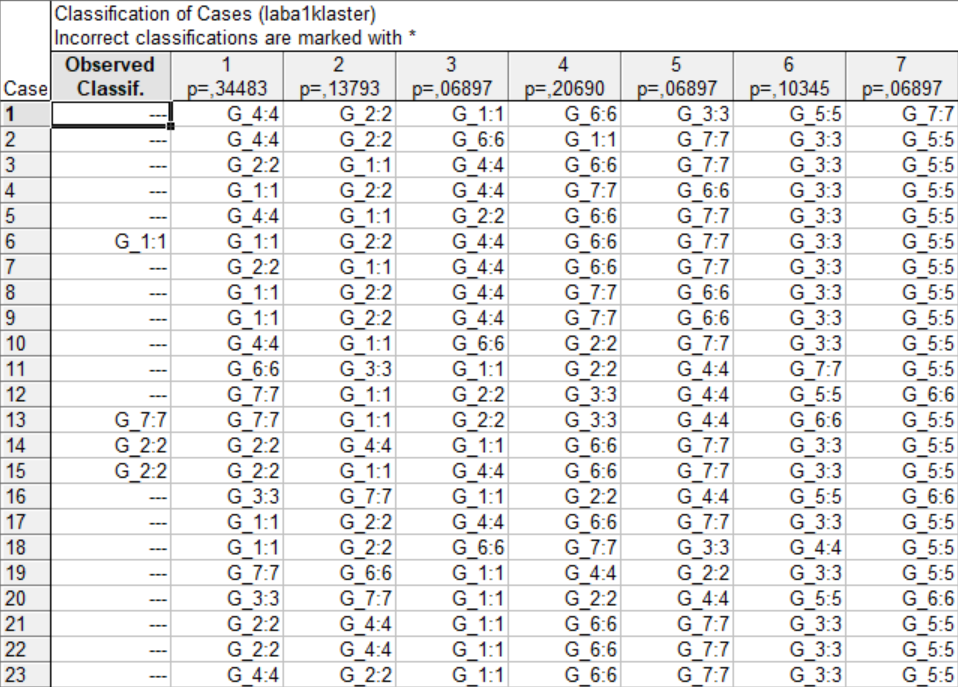 Classification of Cases (laba1klaster)
Incorrect classifications are marked with *
Observed 1 2 3 4 5 6 7
Case Classif. p=,34483 p=,13793 p=,06897 p=,20690 p=,06897 p=,10345 p=,06897
1 --- G_4:4 G_2:2 G_1:1 G_6:6 G_3:3 G_5:5 G_7:7
2 --- G_4:4 G_2:2 G_6:6 G_1:1 G_7:7 G_3:3 G_5:5
3 --- G_2:2 G_1:1 G_4:4 G_6:6 G_7:7 G_3:3 G_5:5
4 --- G_1:1 G_2:2 G_4:4 G_7:7 G_6:6 G_3:3 G_5:5
5 --- G_4:4 G_1:1 G_2:2 G_6:6 G_7:7 G_3:3 G_5:5
6 G_1:1 G_1:1 G_2:2 G_4:4 G_6:6 G_7:7 G_3:3 G_5:5
7 --- G_2:2 G_1:1 G_4:4 G_6:6 G_7:7 G_3:3 G_5:5
8 --- G_1:1 G_2:2 G_4:4 G_7:7 G_6:6 G_3:3 G_5:5
9 --- G_1:1 G_2:2 G_4:4 G_7:7 G_6:6 G_3:3 G_5:5
10 --- G_4:4 G_1:1 G_6:6 G_2:2 G_7:7 G_3:3 G_5:5
11 --- G_6:6 G_3:3 G_1:1 G_2:2 G_4:4 G_7:7 G_5:5
12 --- G_7:7 G_1:1 G_2:2 G_3:3 G_4:4 G_5:5 G_6:6
13 G_7:7 G_7:7 G_1:1 G_2:2 G_3:3 G_4:4 G_6:6 G_5:5
14 G_2:2 G_2:2 G_4:4 G_1:1 G_6:6 G_7:7 G_3:3 G_5:5
15 G_2:2 G_2:2 G_1:1 G_4:4 G_6:6 G_7:7 G_3:3 G_5:5
16 --- G_3:3 G_7:7 G_1:1 G_2:2 G_4:4 G_5:5 G_6:6
17 --- G_1:1 G_2:2 G_4:4 G_6:6 G_7:7 G_3:3 G_5:5
18 --- G_1:1 G_2:2 G_6:6 G_7:7 G_3:3 G_4:4 G_5:5
19 --- G_7:7 G_6:6 G_1:1 G_4:4 G_2:2 G_3:3 G_5:5
20 --- G_3:3 G_7:7 G_1:1 G_2:2 G_4:4 G_5:5 G_6:6
21 --- G_2:2 G_4:4 G_1:1 G_6:6 G_7:7 G_3:3 G_5:5
22 --- G_2:2 G_4:4 G_1:1 G_6:6 G_7:7 G_3:3 G_5:5
23 --- G_4:4 G_2:2 G_1:1 G_6:6 G_7:7 G_3:3 G_5:5